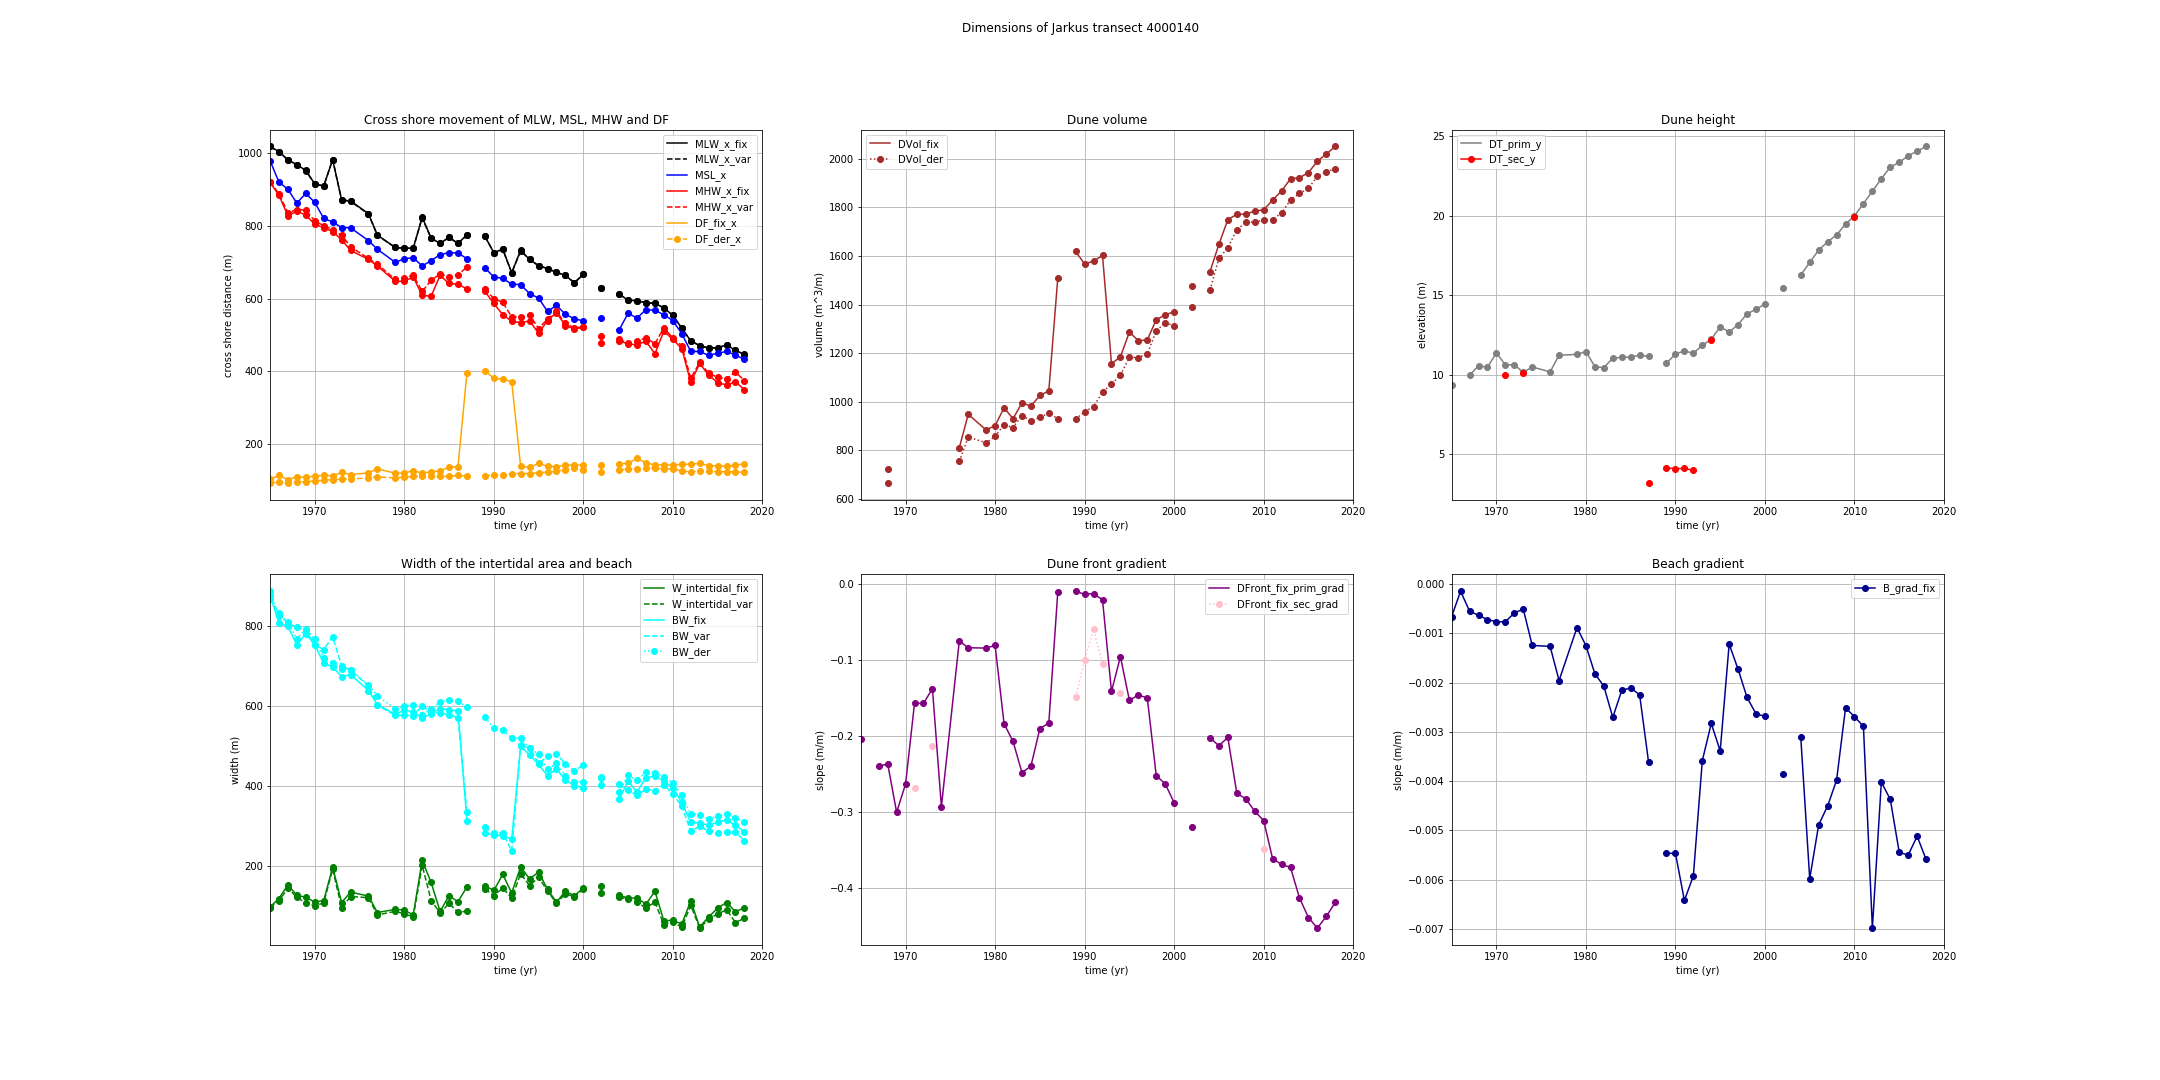 Dimensions of Jarkus transect 4000140
Cross shore movement of MLW, MSL, MHW and DF
cross shore distance (m)
1000
800
600
400
200
MLW_x_fix
MLW_x_var
MSL_x
MHW_x_fix
MHW_x_var
DF_fix_x
DF_der_x
1970 1980 1990 2000 2010 2020
time (yr)
Dune volume
volume (m^3/m)
2000
1800
1600
1400
1200
1000
800
600
DVol_fix
DVol_der
1970 1980 1990 2000 2010 2020
time (yr)
Dune height
elevation (m)
25
20
15
10
5
DT_prim_y
DT_sec_y
1970 1980 1990 2000 2010 2020
time (yr)
Width of the intertidal area and beach
width (m)
800
600
400
200
W_intertidal_fix
W_intertidal_var
BW_fix
BW_var
BW_der
1970 1980 1990 2000 2010 2020
time (yr)
Dune front gradient
slope (m/m)
0.0
−0.1
−0.2
−0.3
−0.4
DFront_fix_prim_grad
DFront_fix_sec_grad
1970 1980 1990 2000 2010 2020
time (yr)
Beach gradient
slope (m/m)
0.000
−0.001
−0.002
−0.003
−0.004
−0.005
−0.006
−0.007
B_grad_fix
1970 1980 1990 2000 2010 2020
time (yr)